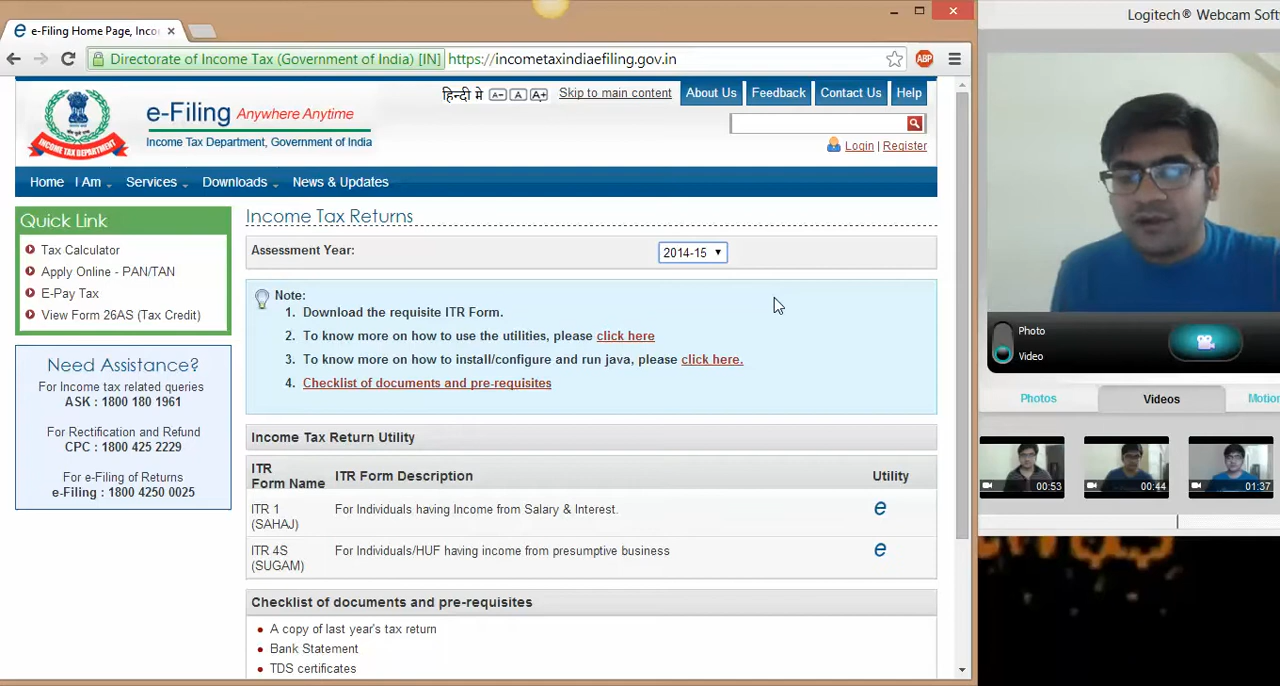 Logitech® Webcam Soft
e-Filing Home Page, Inco
Directorate of Income Tax (Government of India) [IN] https://incometaxindiaefiling.gov.in
ABP
हिन्दी मे A- A A+ Skip to main content About Us Feedback Contact Us Help
e-Filing Anywhere Anytime
Income Tax Department, Government of India
INCOME TAX DEPARTMENT
Login | Register
Home I Am Services Downloads News & Updates
Quick Link
Tax Calculator
Apply Online - PAN/TAN
E-Pay Tax
View Form 26AS (Tax Credit)
Need Assistance?
For Income tax related queries
ASK : 1800 180 1961
For Rectification and Refund
CPC : 1800 425 2229
For e-Filing of Returns
e-Filing : 1800 4250 0025
Income Tax Returns
Assessment Year: 2014-15
Note:
1. Download the requisite ITR Form.
2. To know more on how to use the utilities, please click here
3. To know more on how to install/configure and run java, please click here.
4. Checklist of documents and pre-requisites
Income Tax Return Utility
ITR Form Name ITR Form Description Utility
ITR 1 (SAHAJ) For Individuals having Income from Salary & Interest.
ITR 4S (SUGAM) For Individuals/HUF having income from presumptive business
Checklist of documents and pre-requisites
A copy of last year's tax return
Bank Statement
TDS certificates
Photo
Video
Photos Videos Motion
00:53 00:44 01:37